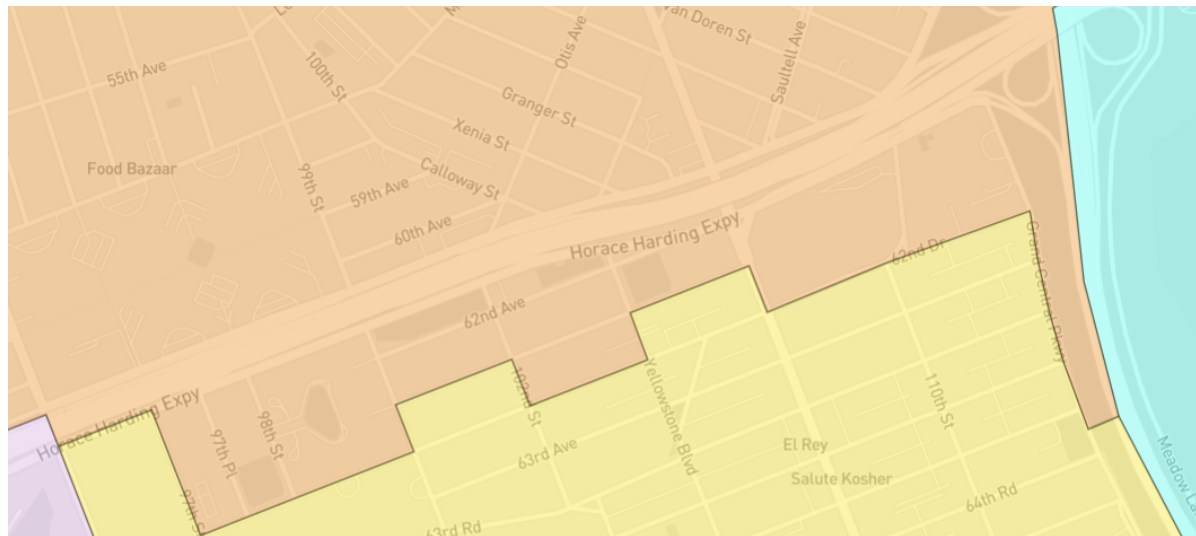 Van Doren St
Otis Ave
Saultell Ave
55th Ave
100th St
Granger St
Xenia St
Food Bazaar
99th St
59th Ave
Calloway St
60th Ave
Horace Harding Expy
62nd Dr
Grand Central Pkwy
62nd Ave
102nd St
Yellowstone Blvd
110th St
Horace Harding Expy
97th Pl
98th St
63rd Ave
El Rey
Salute Kosher
64th Rd
63rd Rd